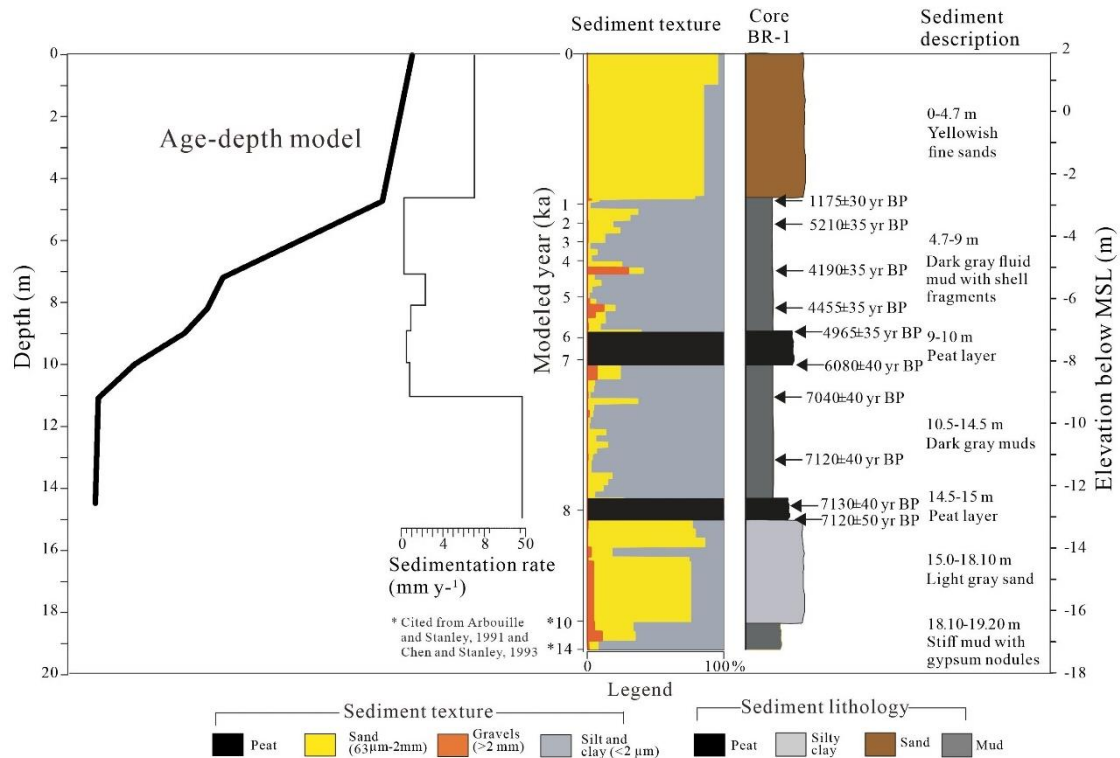 Sediment texture
Core
BR-1
Sediment
description
Depth (m)
0
2
4
6
8
10
12
14
16
18
20
Age-depth model
0 4 8 50
Sedimentation rate
(mm y-1)
* Cited from Arbouille
and Stanley, 1991 and
Chen and Stanley, 1993
Modeled year (ka)
0
1
2
3
4
5
6
7
8
*10
*14
0 100%
1175±30 yr BP
5210±35 yr BP
4190±35 yr BP
4455±35 yr BP
4965±35 yr BP
6080±40 yr BP
7040±40 yr BP
7120±40 yr BP
7130±40 yr BP
7120±50 yr BP
0-4.7 m
Yellowish
fine sands
4.7-9 m
Dark gray fluid
mud with shell
fragments
9-10 m
Peat layer
10.5-14.5 m
Dark gray muds
14.5-15 m
Peat layer
15.0-18.10 m
Light gray sand
18.10-19.20 m
Stiff mud with
gypsum nodules
2
0
-2
-4
-6
-8
-10
-12
-14
-16
-18
Elevation below MSL (m)
Legend
Sediment texture
Peat
Sand
(63μm-2mm)
Gravels
(>2 mm)
Silt and
clay (<2 μm)
Sediment lithology
Peat
Silty
clay
Sand
Mud